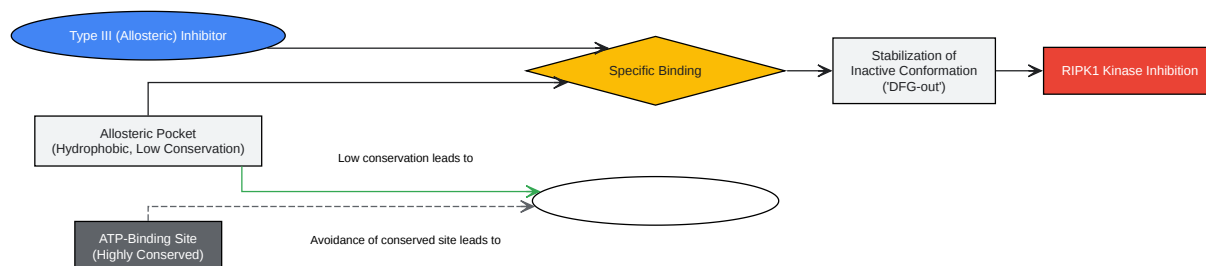 Type III (Allosteric) Inhibitor
Specific Binding
Stabilization of
Inactive Conformation
('DFG-out')
RIPK1 Kinase Inhibition
Allosteric Pocket
(Hydrophobic, Low Conservation)
Low conservation leads to
ATP-Binding Site
(Highly Conserved)
Avoidance of conserved site leads to